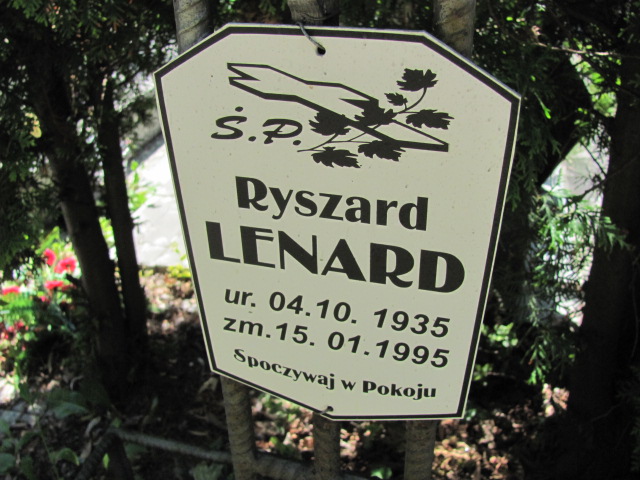 Ś.P.
Ryszard
LENARD
ur. 04.10. 1935
zm.15. 01.1995
Spoczywaj w Pokoju